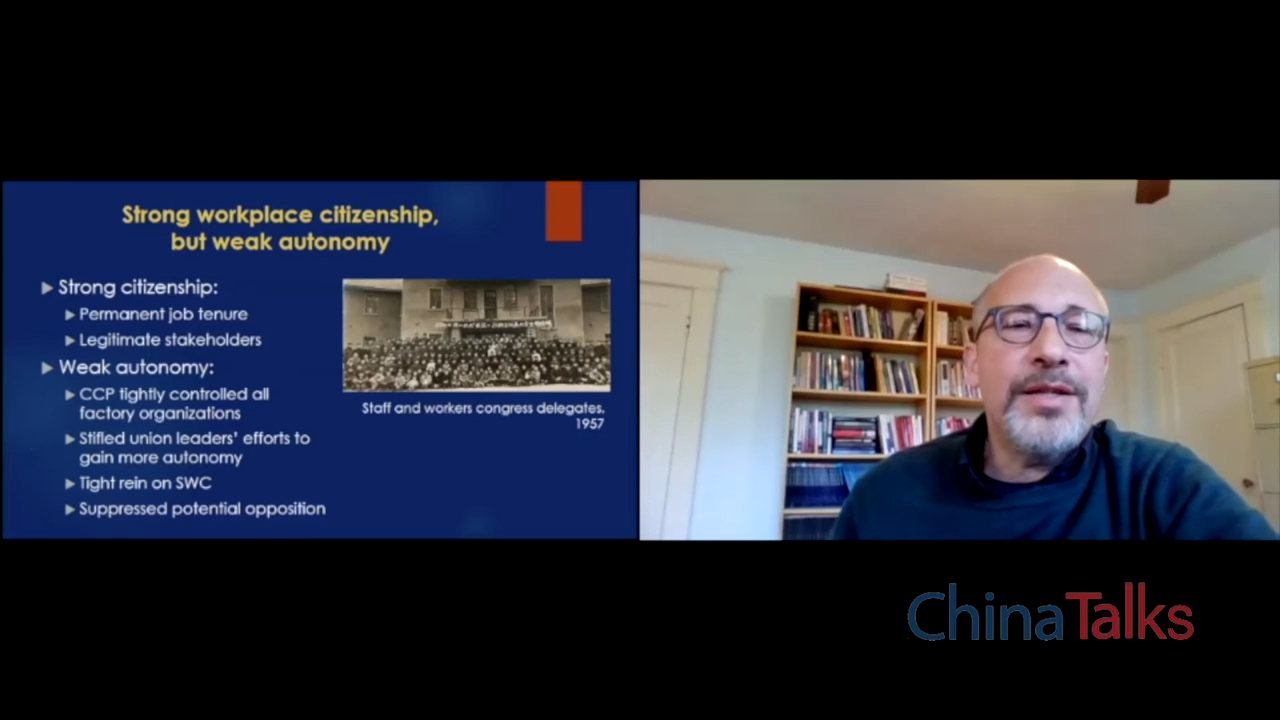 Strong workplace citizenship,
but weak autonomy
Strong citizenship:
Permanent job tenure
Legitimate stakeholders
Weak autonomy:
CCP tightly controlled all
factory organizations
Stifled union leaders' efforts to
gain more autonomy
Tight rein on SWC
Suppressed potential opposition
Staff and workers congress delegates,
1957
ChinaTalks